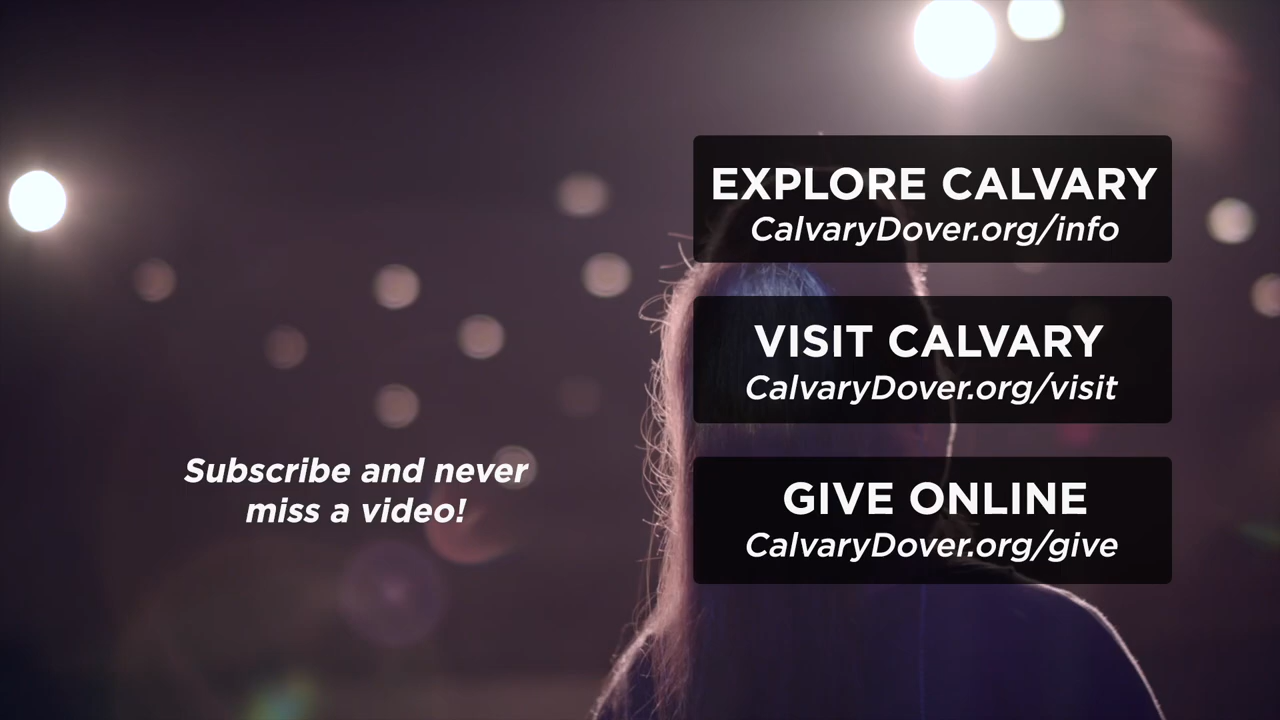 EXPLORE CALVARY
CalvaryDover.org/info
VISIT CALVARY
CalvaryDover.org/visit
GIVE ONLINE
CalvaryDover.org/give
Subscribe and never
miss a video!